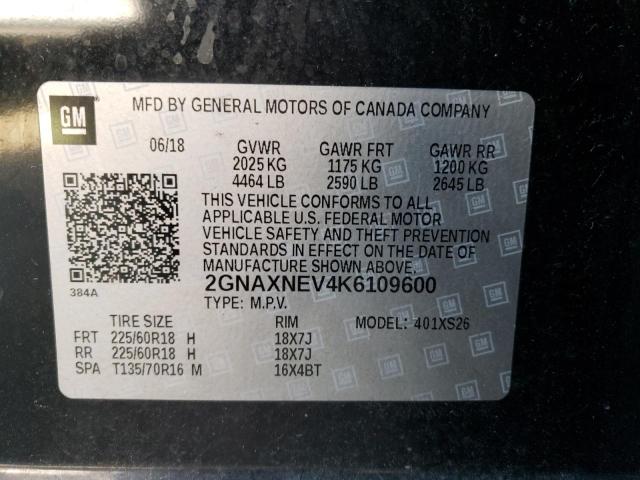 GM
MFD BY GENERAL MOTORS OF CANADA COMPANY
06/18 GVWR GAWR FRT GAWR RR
2025 KG 1175 KG 1200 KG
4464 LB 2590 LB 2645 LB
THIS VEHICLE CONFORMS TO ALL
APPLICABLE U.S. FEDERAL MOTOR
VEHICLE SAFETY AND THEFT PREVENTION
STANDARDS IN EFFECT ON THE DATE OF
MANUFACTURE SHOWN ABOVE.
384A
2GNAXNEV4K6109600
TYPE: M.P.V.
TIRE SIZE RIM MODEL: 401XS26
FRT 225/60R18 H 18X7J
RR 225/60R18 H 18X7J
SPA T135/70R16 M 16X4BT